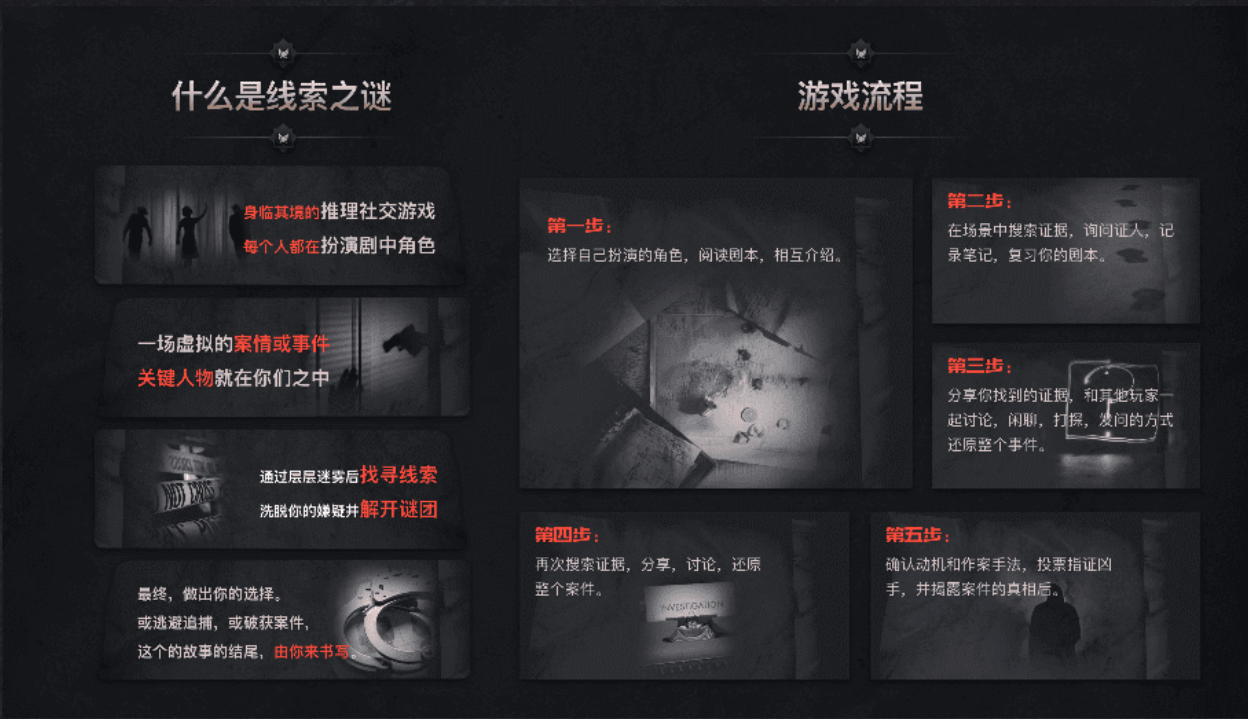 什么是线索之谜
身临其境的推理社交游戏
每个人都在扮演剧中角色
一场虚拟的案情或事件
关键人物就在你们之中
通过层层迷雾后找寻线索
洗脱你的嫌疑并解开谜团
NOT CROSS
最终，做出你的选择。
或逃避追捕，或破获案件，
这个的故事的结尾，由你来书写。
游戏流程
第一步：
选择自己扮演的角色，阅读剧本，相互介绍。
第二步：
在场景中搜索证据，询问证人，记
录笔记，复习你的剧本。
第三步：
分享你找到的证据，和其他玩家一
起讨论，闲聊，打探，发问的方式
还原整个事件。
第四步：
再次搜索证据，分享，讨论，还原
整个案件。
INVESTIGATION
第五步：
确认动机和作案手法，投票指证凶
手，并揭露案件的真相后。